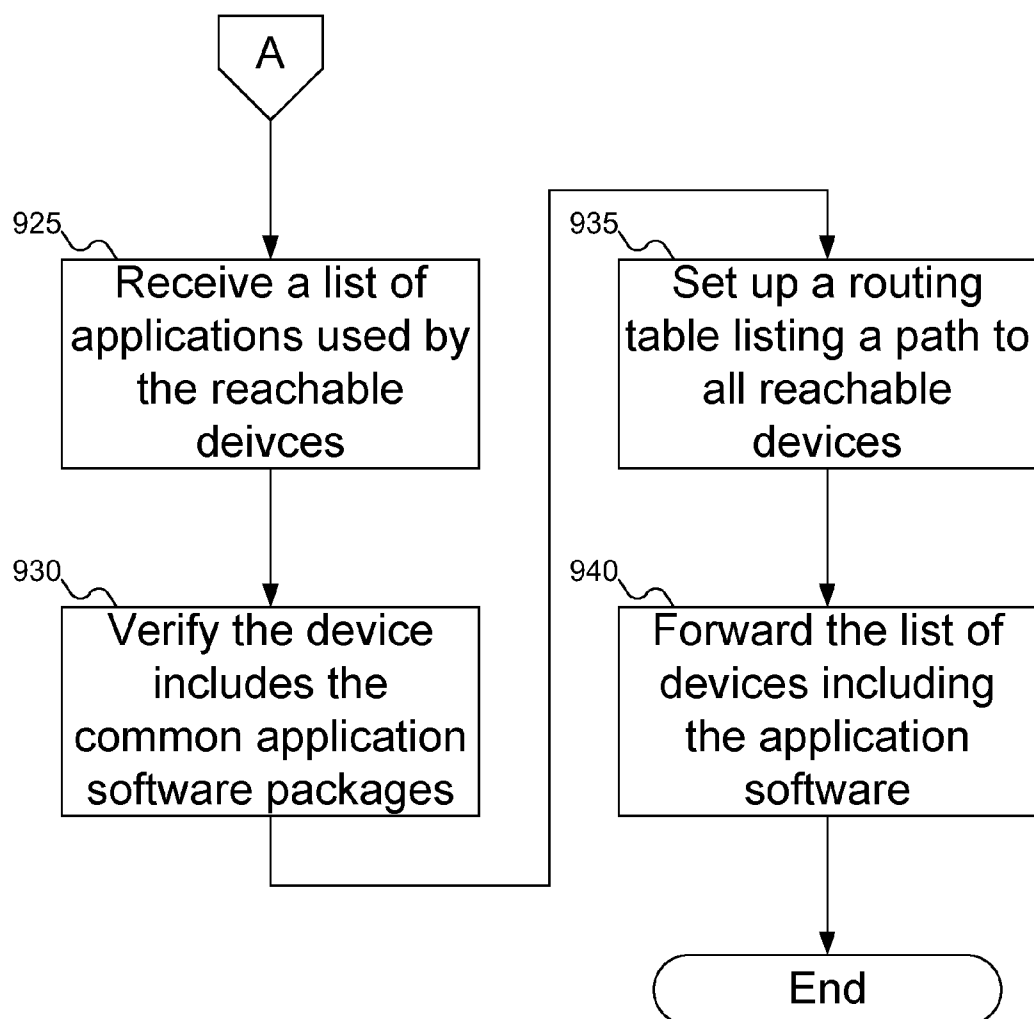 A
925
Receive a list of
applications used by
the reachable
deivces
930
Verify the device
includes the
common application
software packages
935
Set up a routing
table listing a path to
all reachable
devices
940
Forward the list of
devices including
the application
software
End